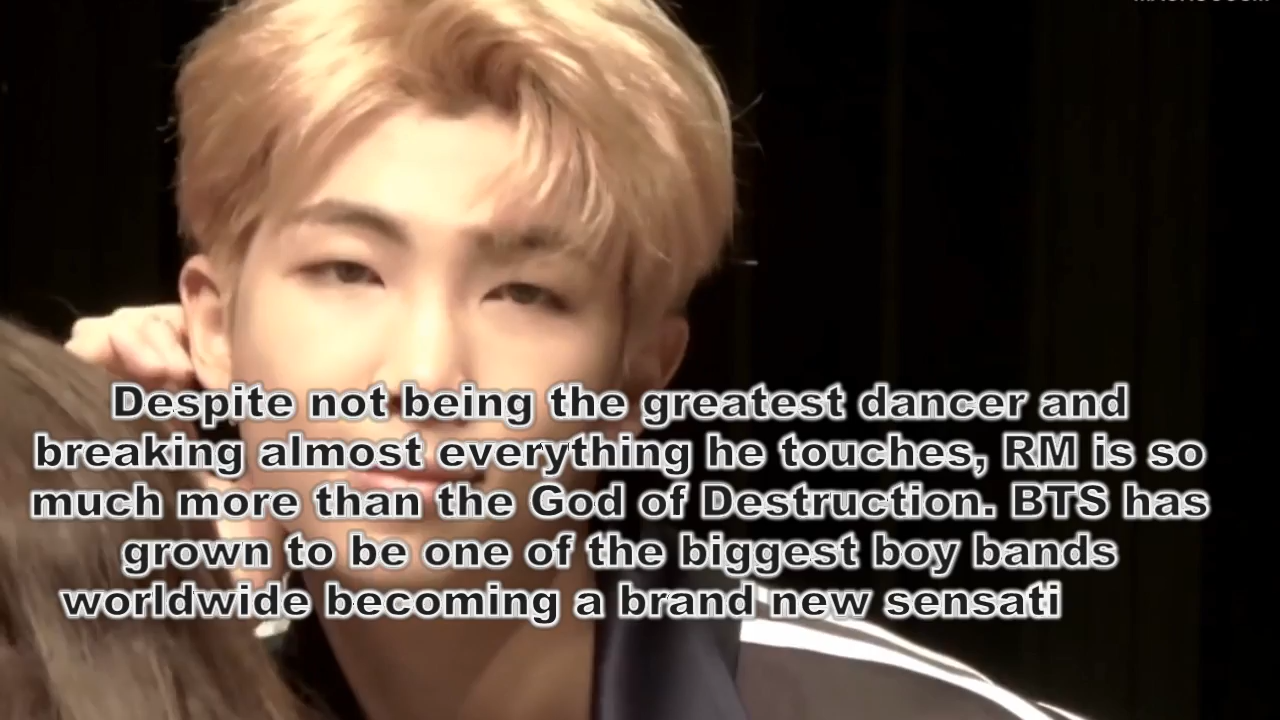 Despite not being the greatest dancer and
breaking almost everything he touches, RM is so
much more than the God of Destruction. BTS has
grown to be one of the biggest boy bands
worldwide becoming a brand new sensati